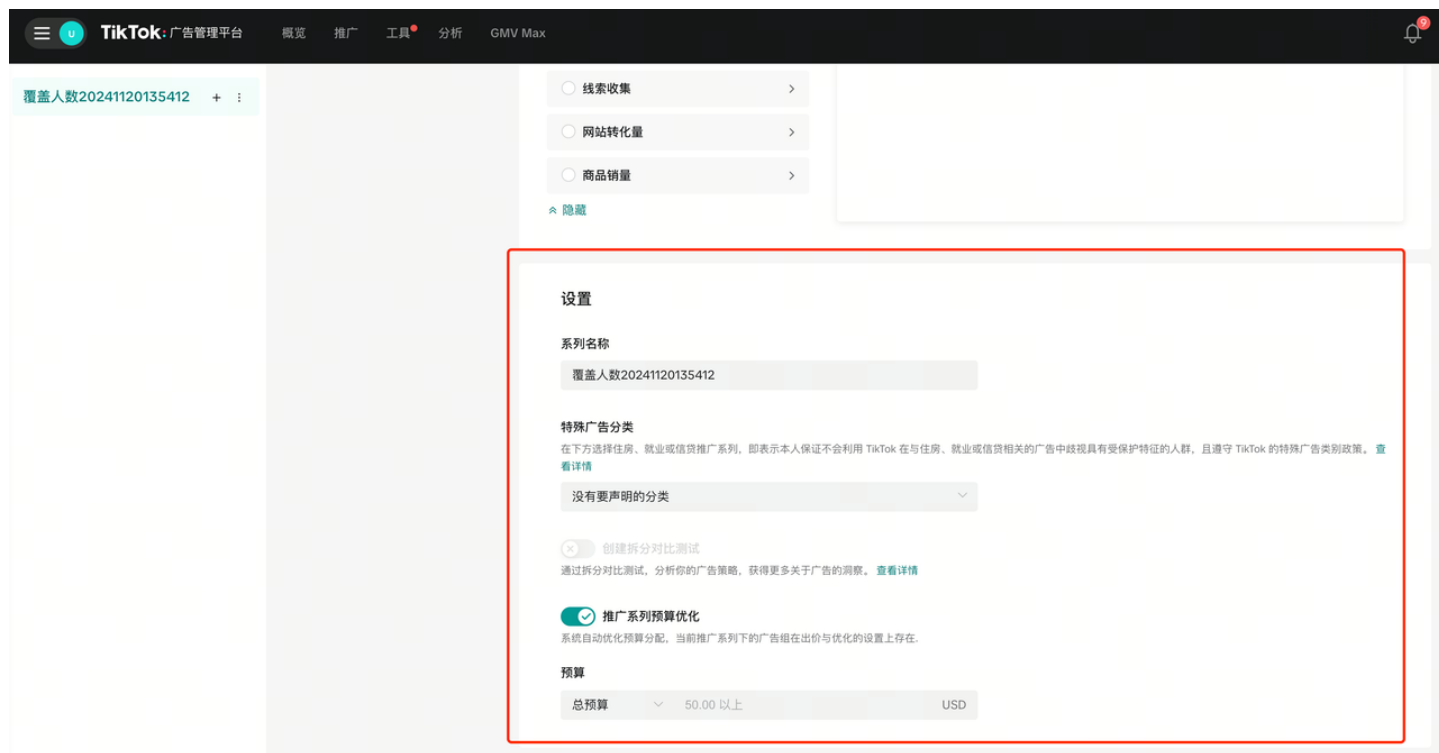 U
TikTok: 广告管理平台 概览 推广 工具 分析 GMV Max 9
覆盖人数20241120135412 +
线索收集
网站转化量
商品销量
隐藏
设置
系列名称
覆盖人数20241120135412
特殊广告分类
在下方选择住房、就业或信贷推广系列,即表示本人保证不会利用 TikTok 在与住房、就业或信贷相关的广告中歧视具有受保护特征的人群,且遵守 TikTok 的特殊广告类别政策。 查
看详情
没有要声明的分类
创建拆分对比测试
通过拆分对比测试,分析你的广告策略,获得更多关于广告的洞察。 查看详情
推广系列预算优化
系统自动优化预算分配,当前推广系列下的广告组在出价与优化的设置上存在.
预算
总预算 50.00 以上 USD